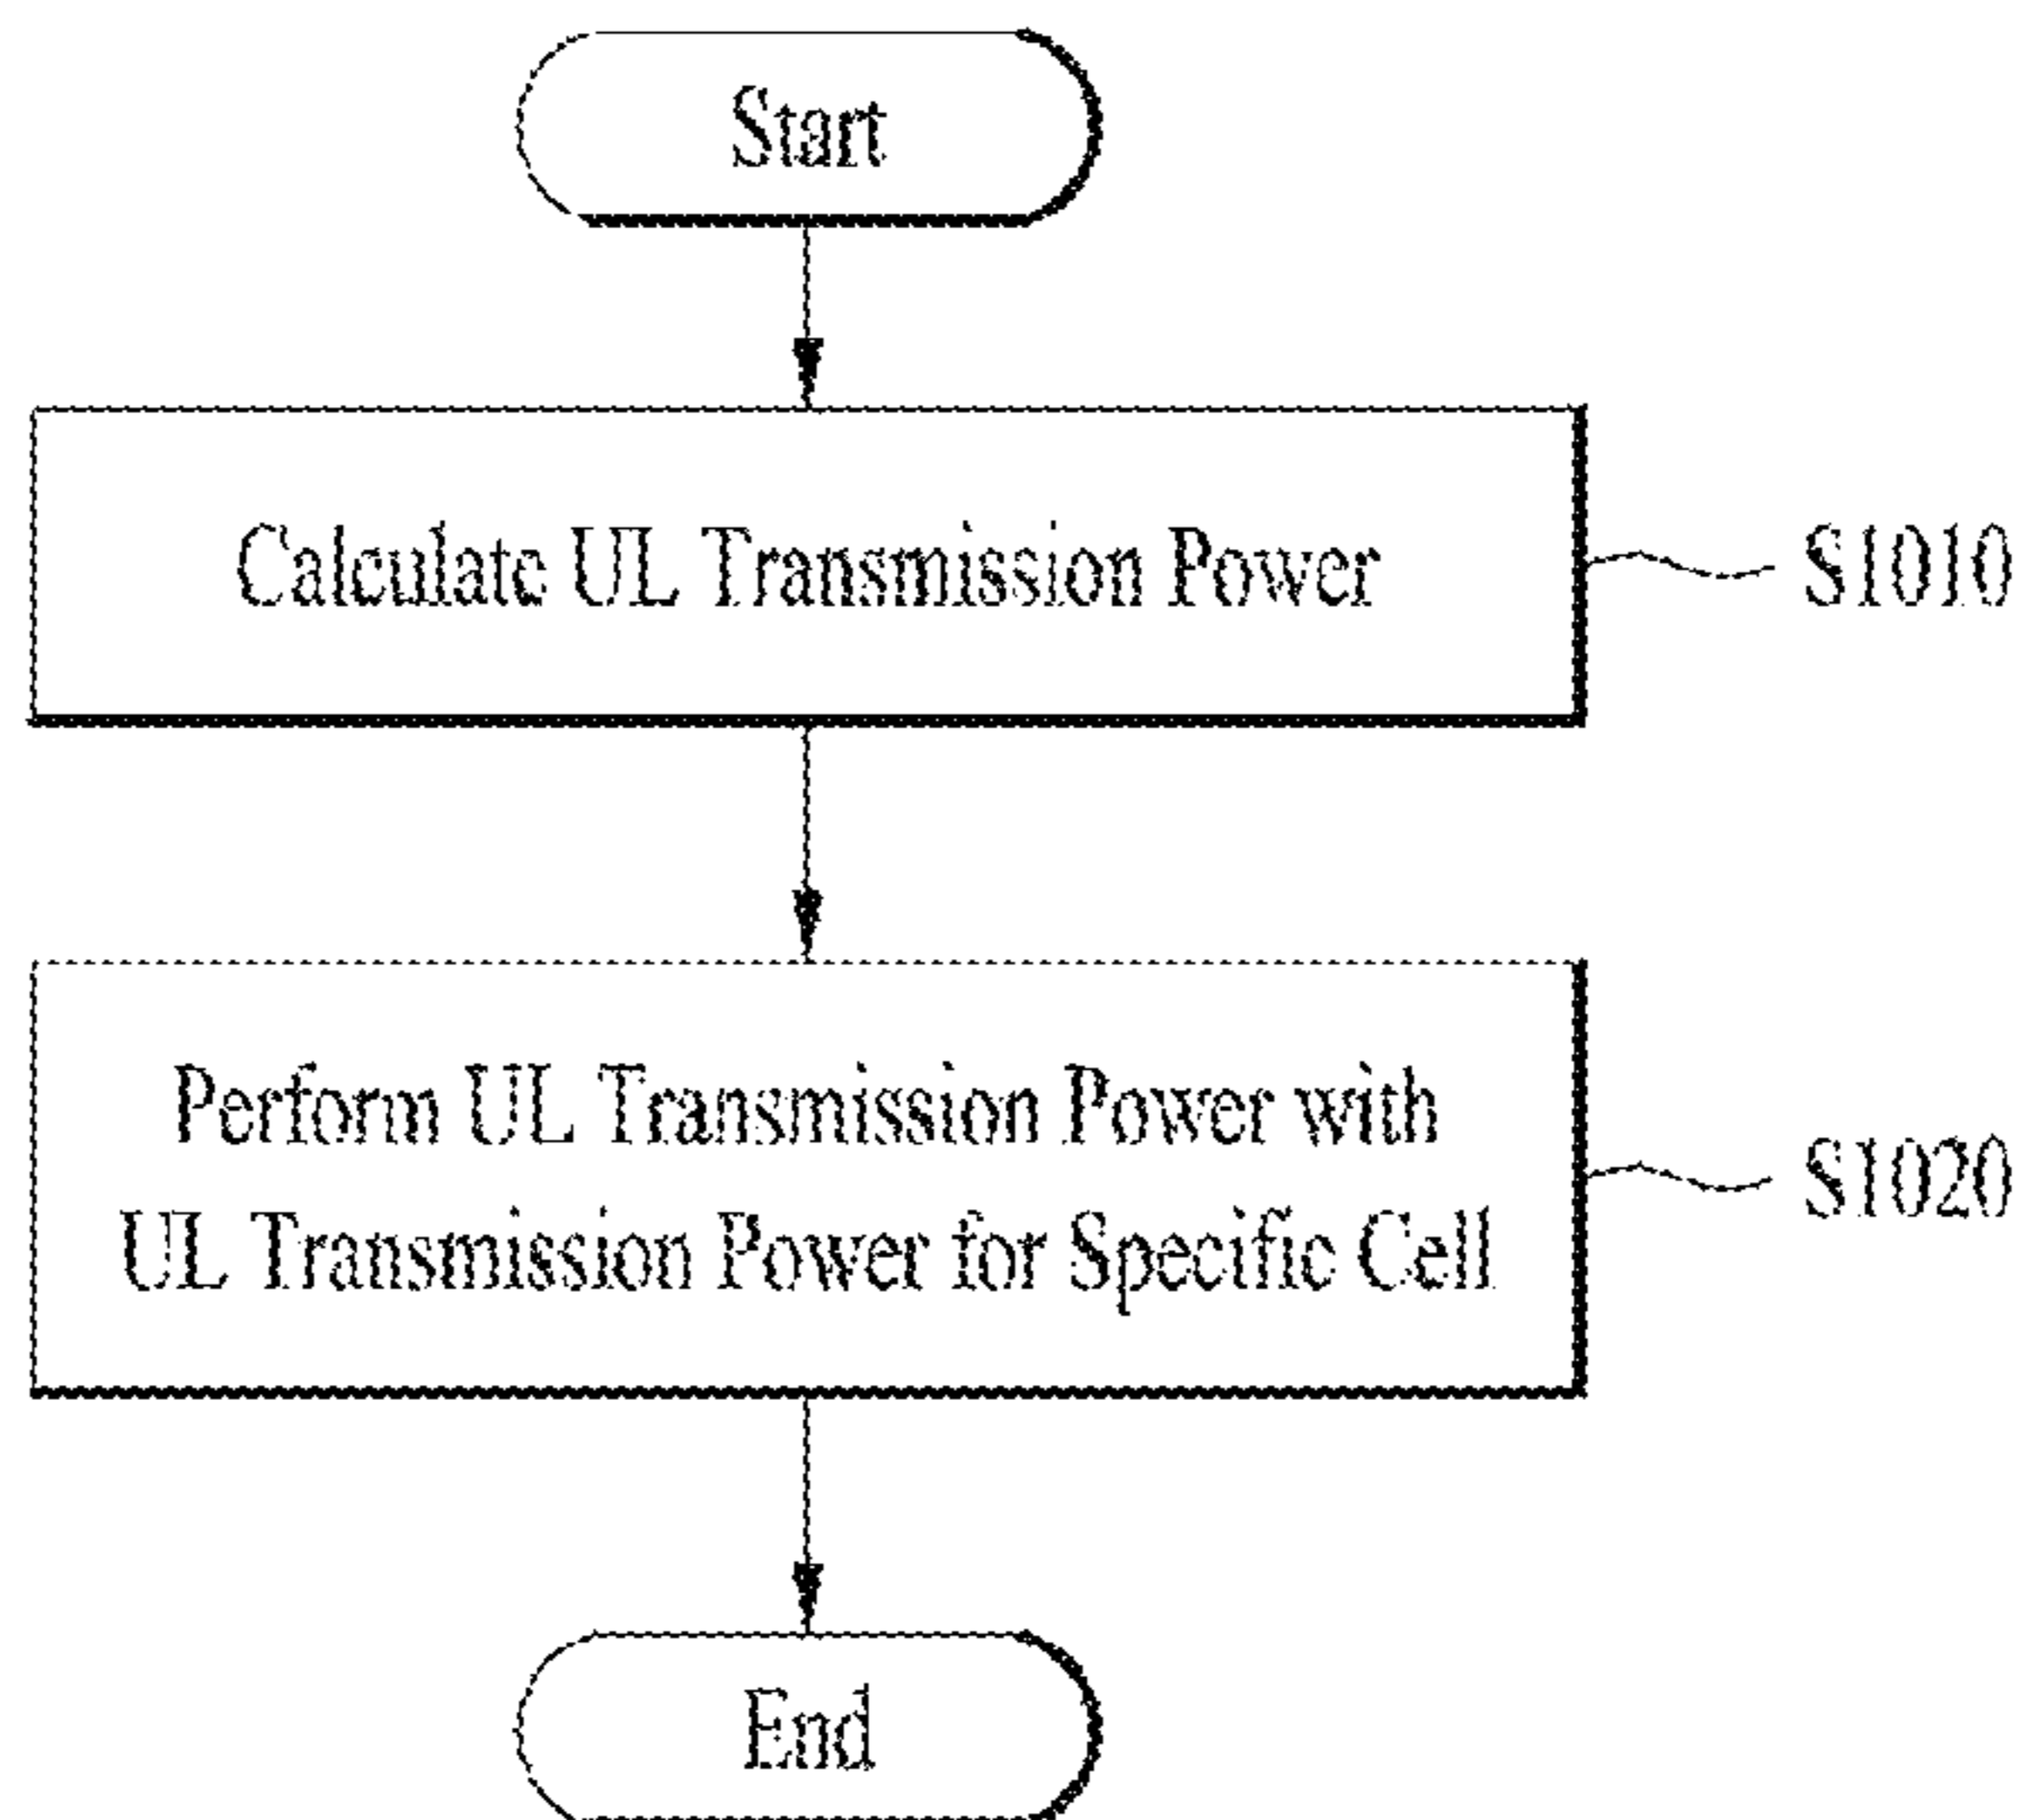 Start
Calculate UL Transmission Power
S1010
Perform UL Transmission Power with
UL Transmission Power for Specific Cell
S1020
End